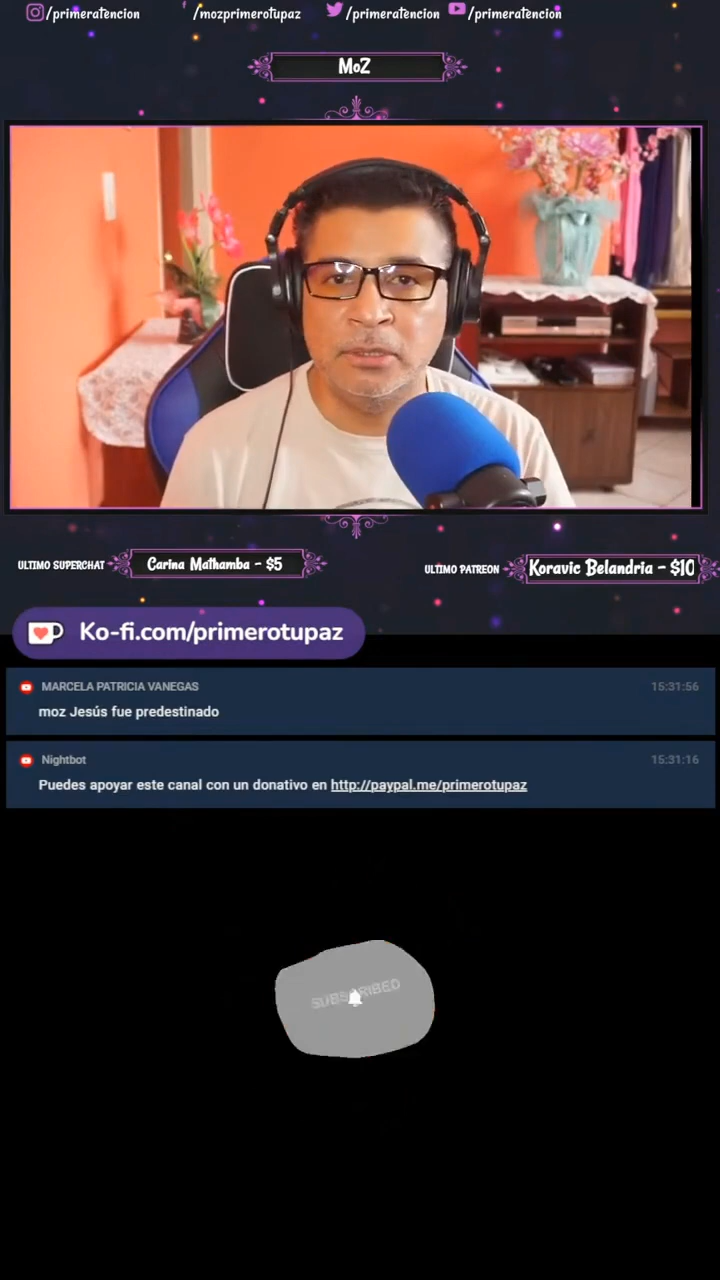 /primeratencion
/mozprimerotupaz
/primeratencion
/primeratencion
MoZ
ULTIMO SUPERCHAT
Carina Mathamba - $5
ULTIMO PATREON
Koravic Belandria - $10
Ko-fi.com/primerotupaz
MARCELA PATRICIA VANEGAS
15:31:56
moz Jesús fue predestinado
Nightbot
15:31:16
Puedes apoyar este canal con un donativo en http://paypal.me/primerotupaz
SUBSCRIBED